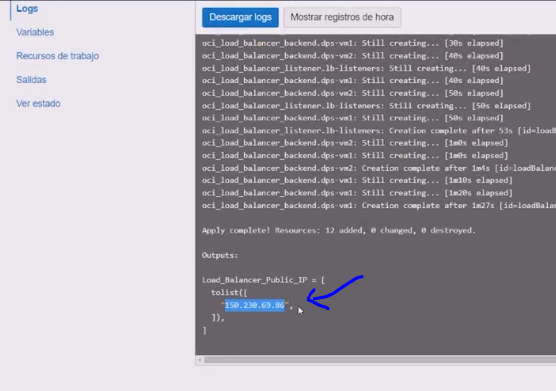 Logs
Variables
Recursos de trabajo
Salidas
Ver estado
Descargar logs
Mostrar registros de hora
oci_load_balancer_backend.dps-vm1: Still creating... [30s elapsed]
oci_load_balancer_backend.dps-vm2: Still creating... [40s elapsed]
oci_load_balancer_listener.lb-listeners: Still creating... [40s elapsed]
oci_load_balancer_backend.dps-vm1: Still creating... [40s elapsed]
oci_load_balancer_backend.dps-vm2: Still creating... [50s elapsed]
oci_load_balancer_listener.lb-listeners: Still creating... [50s elapsed]
oci_load_balancer_backend.dps-vm1: Still creating... [50s elapsed]
oci_load_balancer_listener.lb-listeners: Creation complete after 53s [id=loadBa
oci_load_balancer_backend.dps-vm2: Still creating... [1m0s elapsed]
oci_load_balancer_backend.dps-vm1: Still creating... [1m0s elapsed]
oci_load_balancer_backend.dps-vm2: Creation complete after 1m4s [id=loadBalance
oci_load_balancer_backend.dps-vm1: Still creating... [1m10s elapsed]
oci_load_balancer_backend.dps-vm1: Still creating... [1m20s elapsed]
oci_load_balancer_backend.dps-vm1: Creation complete after 1m27s [id=loadBalanc
Apply complete! Resources: 12 added, 0 changed, 0 destroyed.
Outputs:
Load_Balancer_Public_IP = [
tolist([
"150.230.69.86",
]),
]